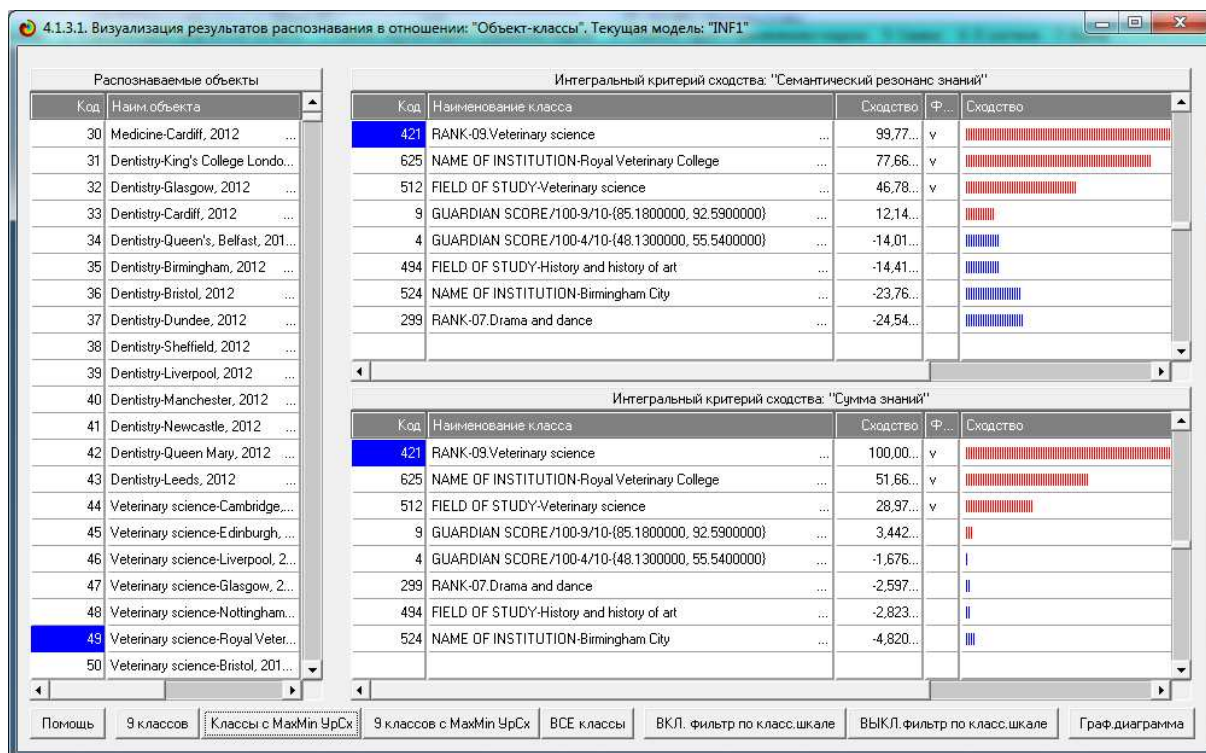 4.1.3.1. Визуализация результатов распознавания в отношении: "Объект-классы". Текущая модель: "INF1"
Распознаваемые объекты
Код Наим.объекта
30 Medicine-Cardiff, 2012 ...
31 Dentistry-King's College Londo...
32 Dentistry-Glasgow, 2012 ...
33 Dentistry-Cardiff, 2012 ...
34 Dentistry-Queen's, Belfast, 201...
35 Dentistry-Birmingham, 2012 ...
36 Dentistry-Bristol, 2012 ...
37 Dentistry-Dundee, 2012 ...
38 Dentistry-Sheffield, 2012 ...
39 Dentistry-Liverpool, 2012 ...
40 Dentistry-Manchester, 2012 ...
41 Dentistry-Newcastle, 2012 ...
42 Dentistry-Queen Mary, 2012 ...
43 Dentistry-Leeds, 2012 ...
44 Veterinary science-Cambridge,...
45 Veterinary science-Edinburgh, ...
46 Veterinary science-Liverpool, 2...
47 Veterinary science-Glasgow, 2...
48 Veterinary science-Nottingham...
49 Veterinary science-Royal Veter...
50 Veterinary science-Bristol, 201...
Интегральный критерий сходства: "Семантический резонанс знаний"
Код Наименование класса Сходство Ф... Сходство
421 RANK-09.Veterinary science ... 99,77... v
625 NAME OF INSTITUTION-Royal Veterinary College ... 77,66... v
512 FIELD OF STUDY-Veterinary science ... 46,78... v
9 GUARDIAN SCORE/100-9/10-{85.1800000, 92.5900000} ... 12,14...
4 GUARDIAN SCORE/100-4/10-{48.1300000, 55.5400000} ... -14,01...
494 FIELD OF STUDY-History and history of art ... -14,41...
524 NAME OF INSTITUTION-Birmingham City ... -23,76...
299 RANK-07.Drama and dance ... -24,54...
Интегральный критерий сходства: "Сумма знаний"
Код Наименование класса Сходство Ф... Сходство
421 RANK-09.Veterinary science ... 100,00... v
625 NAME OF INSTITUTION-Royal Veterinary College ... 51,66... v
512 FIELD OF STUDY-Veterinary science ... 28,97... v
9 GUARDIAN SCORE/100-9/10-{85.1800000, 92.5900000} ... 3,442...
4 GUARDIAN SCORE/100-4/10-{48.1300000, 55.5400000} ... -1,676...
299 RANK-07.Drama and dance ... -2,597...
494 FIELD OF STUDY-History and history of art ... -2,823...
524 NAME OF INSTITUTION-Birmingham City ... -4,820...
Помощь 9 классов Классы с MaxMin УрСх 9 классов с MaxMin УрСх ВСЕ классы ВКЛ. фильтр по класс.шкале ВЫКЛ.фильтр по класс.шкале Граф.диаграмма